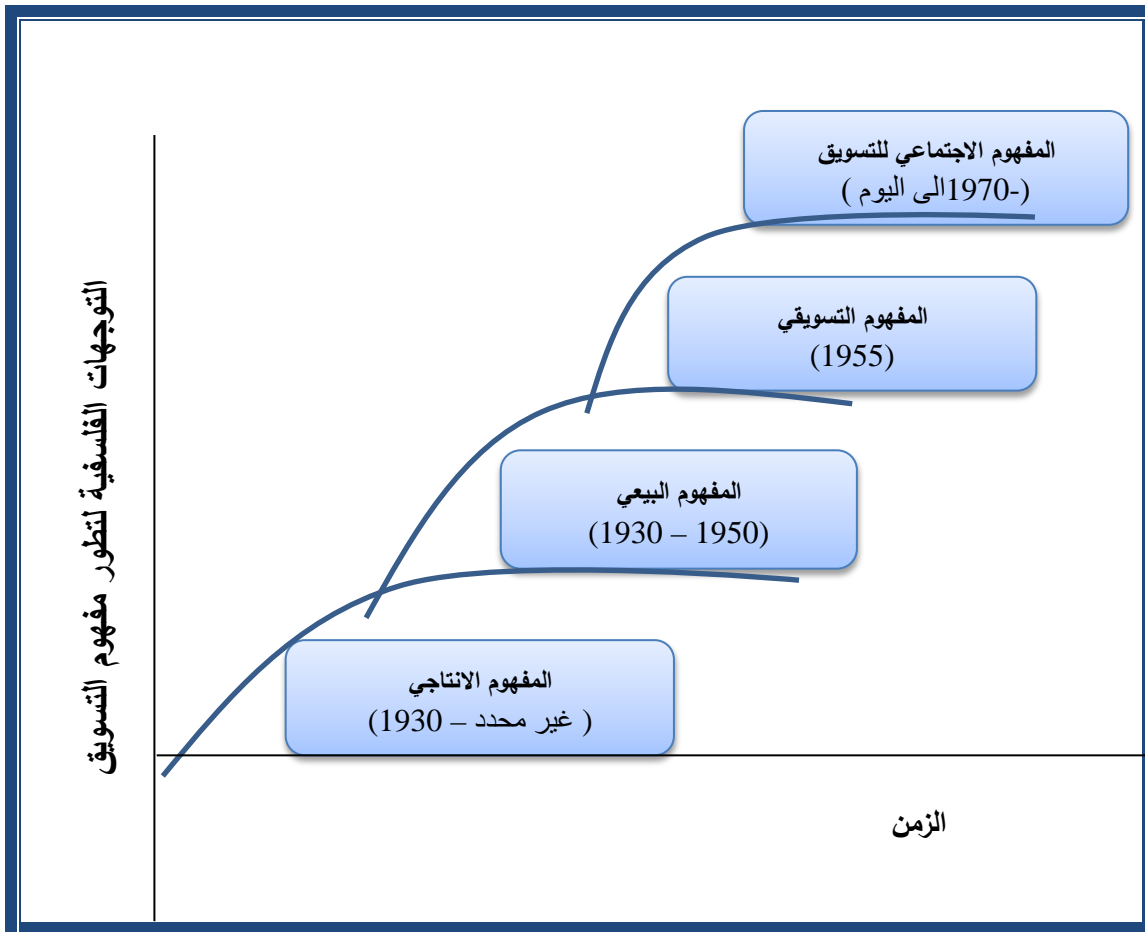 المفهوم الاجتماعي للتسويق
(-1970الى اليوم )
المفهوم التسويقي
(1955)
المفهوم البيعي
(1930 – 1950)
المفهوم الانتاجي
( غير محدد – 1930)
التوجهات الفلسفية لتطور مفهوم التسويق
الزمن